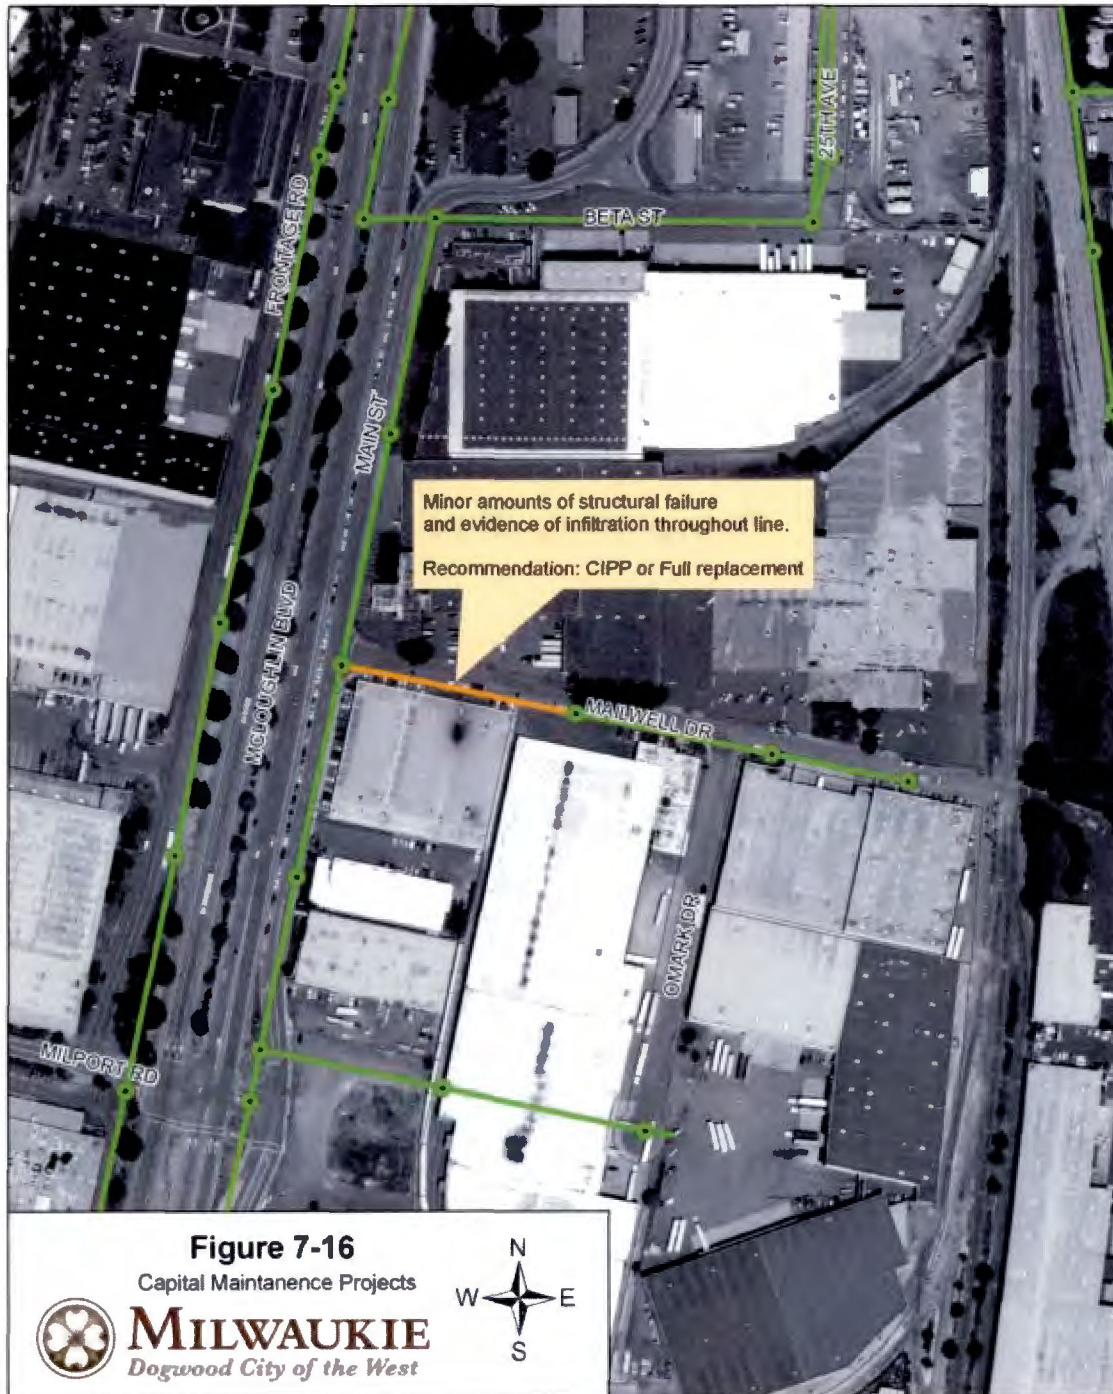 25TH AVE
BETA ST
FRONTAGE RD
MAIN ST
Minor amounts of structural failure
and evidence of infiltration throughout line.
Recommendation: CIPP or Full replacement
MCLOUGHLIN BLVD
MAILWELL DR
OMARK DR
MILPORT RD
Figure 7-16
Capital Maintanence Projects
MILWAUKIE
Dogwood City of the West
N
W E
S